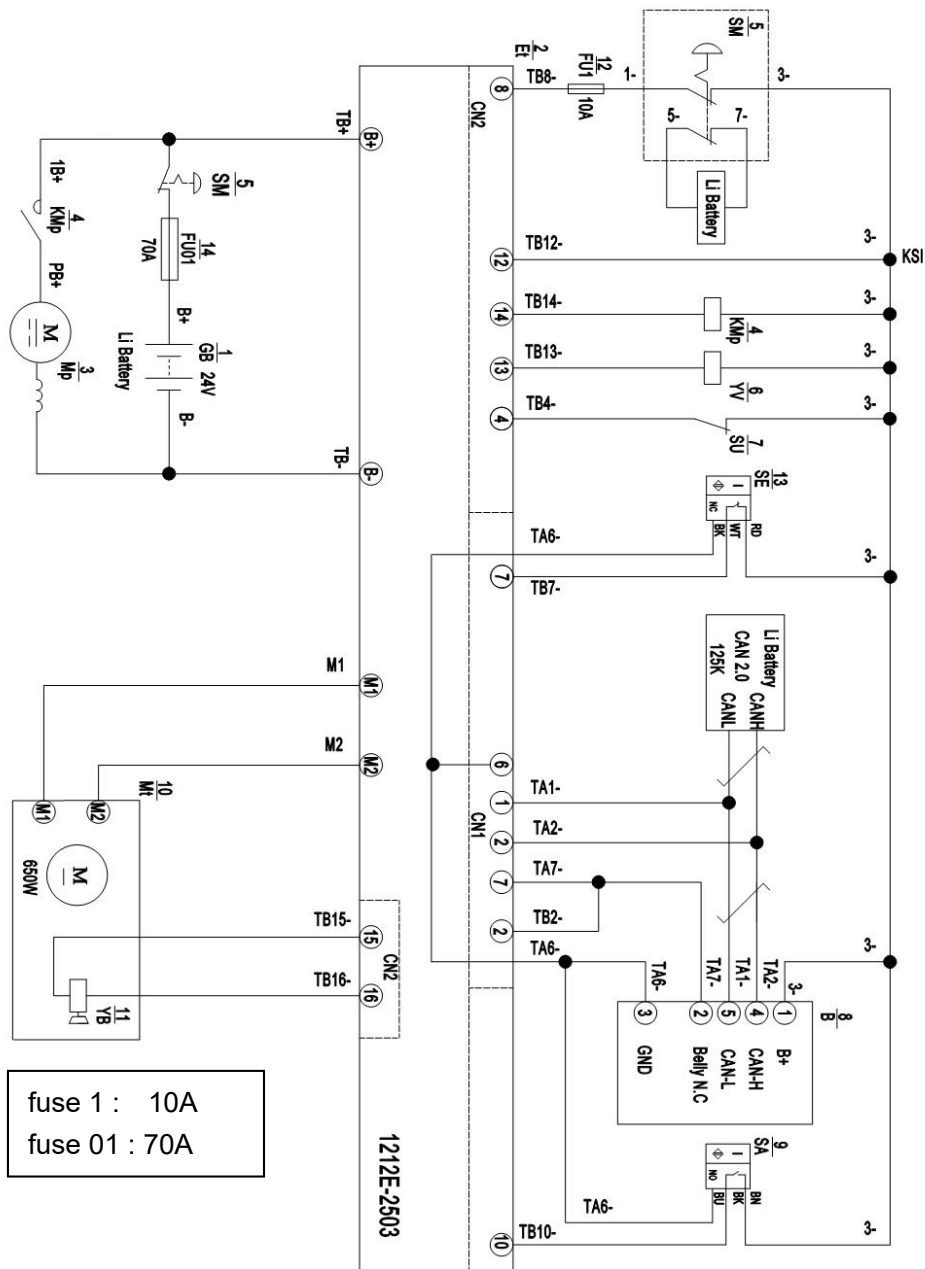 5
SM
2
Et
12
FU1
10A
TB8-
1-
3-
8
CN2
5-
7-
Li Battery
TB+
B+
1B+
4
KMp
PB+
5
SM
14
FU01
70A
B+
1
GB
24V
Li Battery
B-
M
3
Mp
TB-
B-
TB12-
12
3-
KSI
TB14-
14
4
KMp
3-
TB13-
13
6
YV
3-
TB4-
4
7
SU
3-
13
SE
NC
BK
WT
RD
TA6-
7
TB7-
3-
Li Battery
CAN 2.0
125K
CANH
CANL
M1
M1
M2
M2
6
1
TA1-
CN1
2
TA2-
7
TA7-
2
TB2-
TA6-
10
Mt
M1
M2
M
650W
TB15-
15
CN2
TB16-
16
11
YB
3-
TA6-
TA7-
TA1-
TA2-
3-
8
B
3
2
5
4
1
GND
Belly N.C
CAN-L
CAN-H
B+
9
SA
NO
BU
BK
BN
TA6-
TB10-
10
3-
1212E-2503
fuse 1 : 10A
fuse 01 : 70A